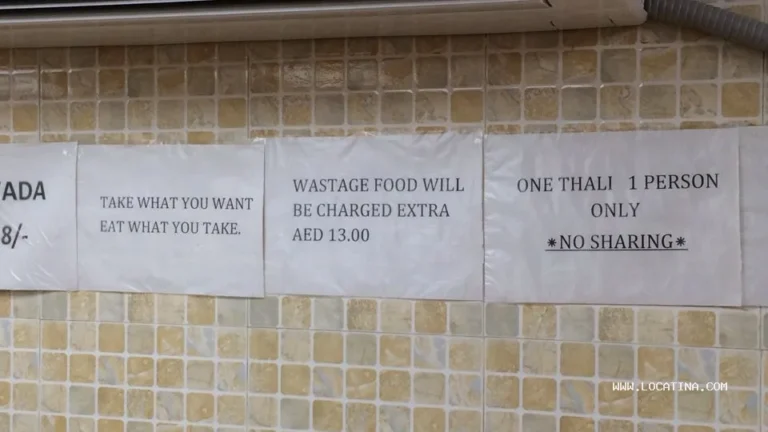 VADA
8/-
TAKE WHAT YOU WANT
EAT WHAT YOU TAKE.
WASTAGE FOOD WILL
BE CHARGED EXTRA
AED 13.00
ONE THALI 1 PERSON
ONLY
*NO SHARING*
WWW.LOCATINA.COM